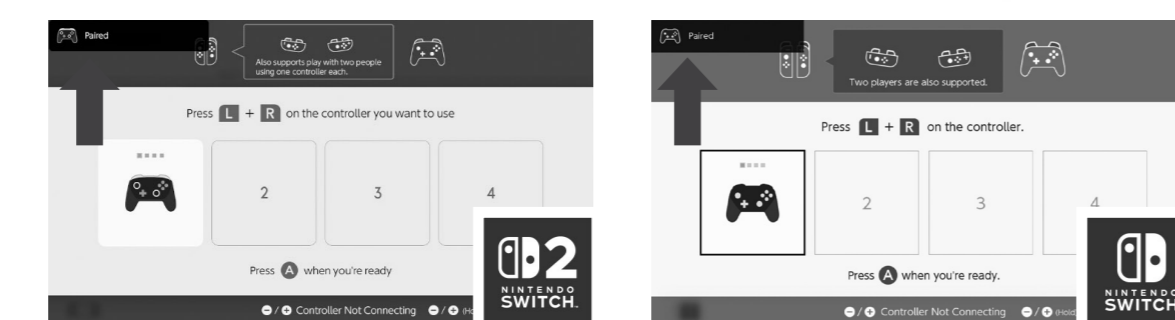 Paired
Also supports play with two people
using one controller each.
Press L + R on the controller you want to use
2
3
4
Press A when you're ready
Controller Not Connecting
2
NINTENDO
SWITCH
Paired
Two players are also supported.
Press L + R on the controller.
2
3
4
Press A when you're ready.
Controller Not Connecting (Hold
NINTENDO
SWITCH